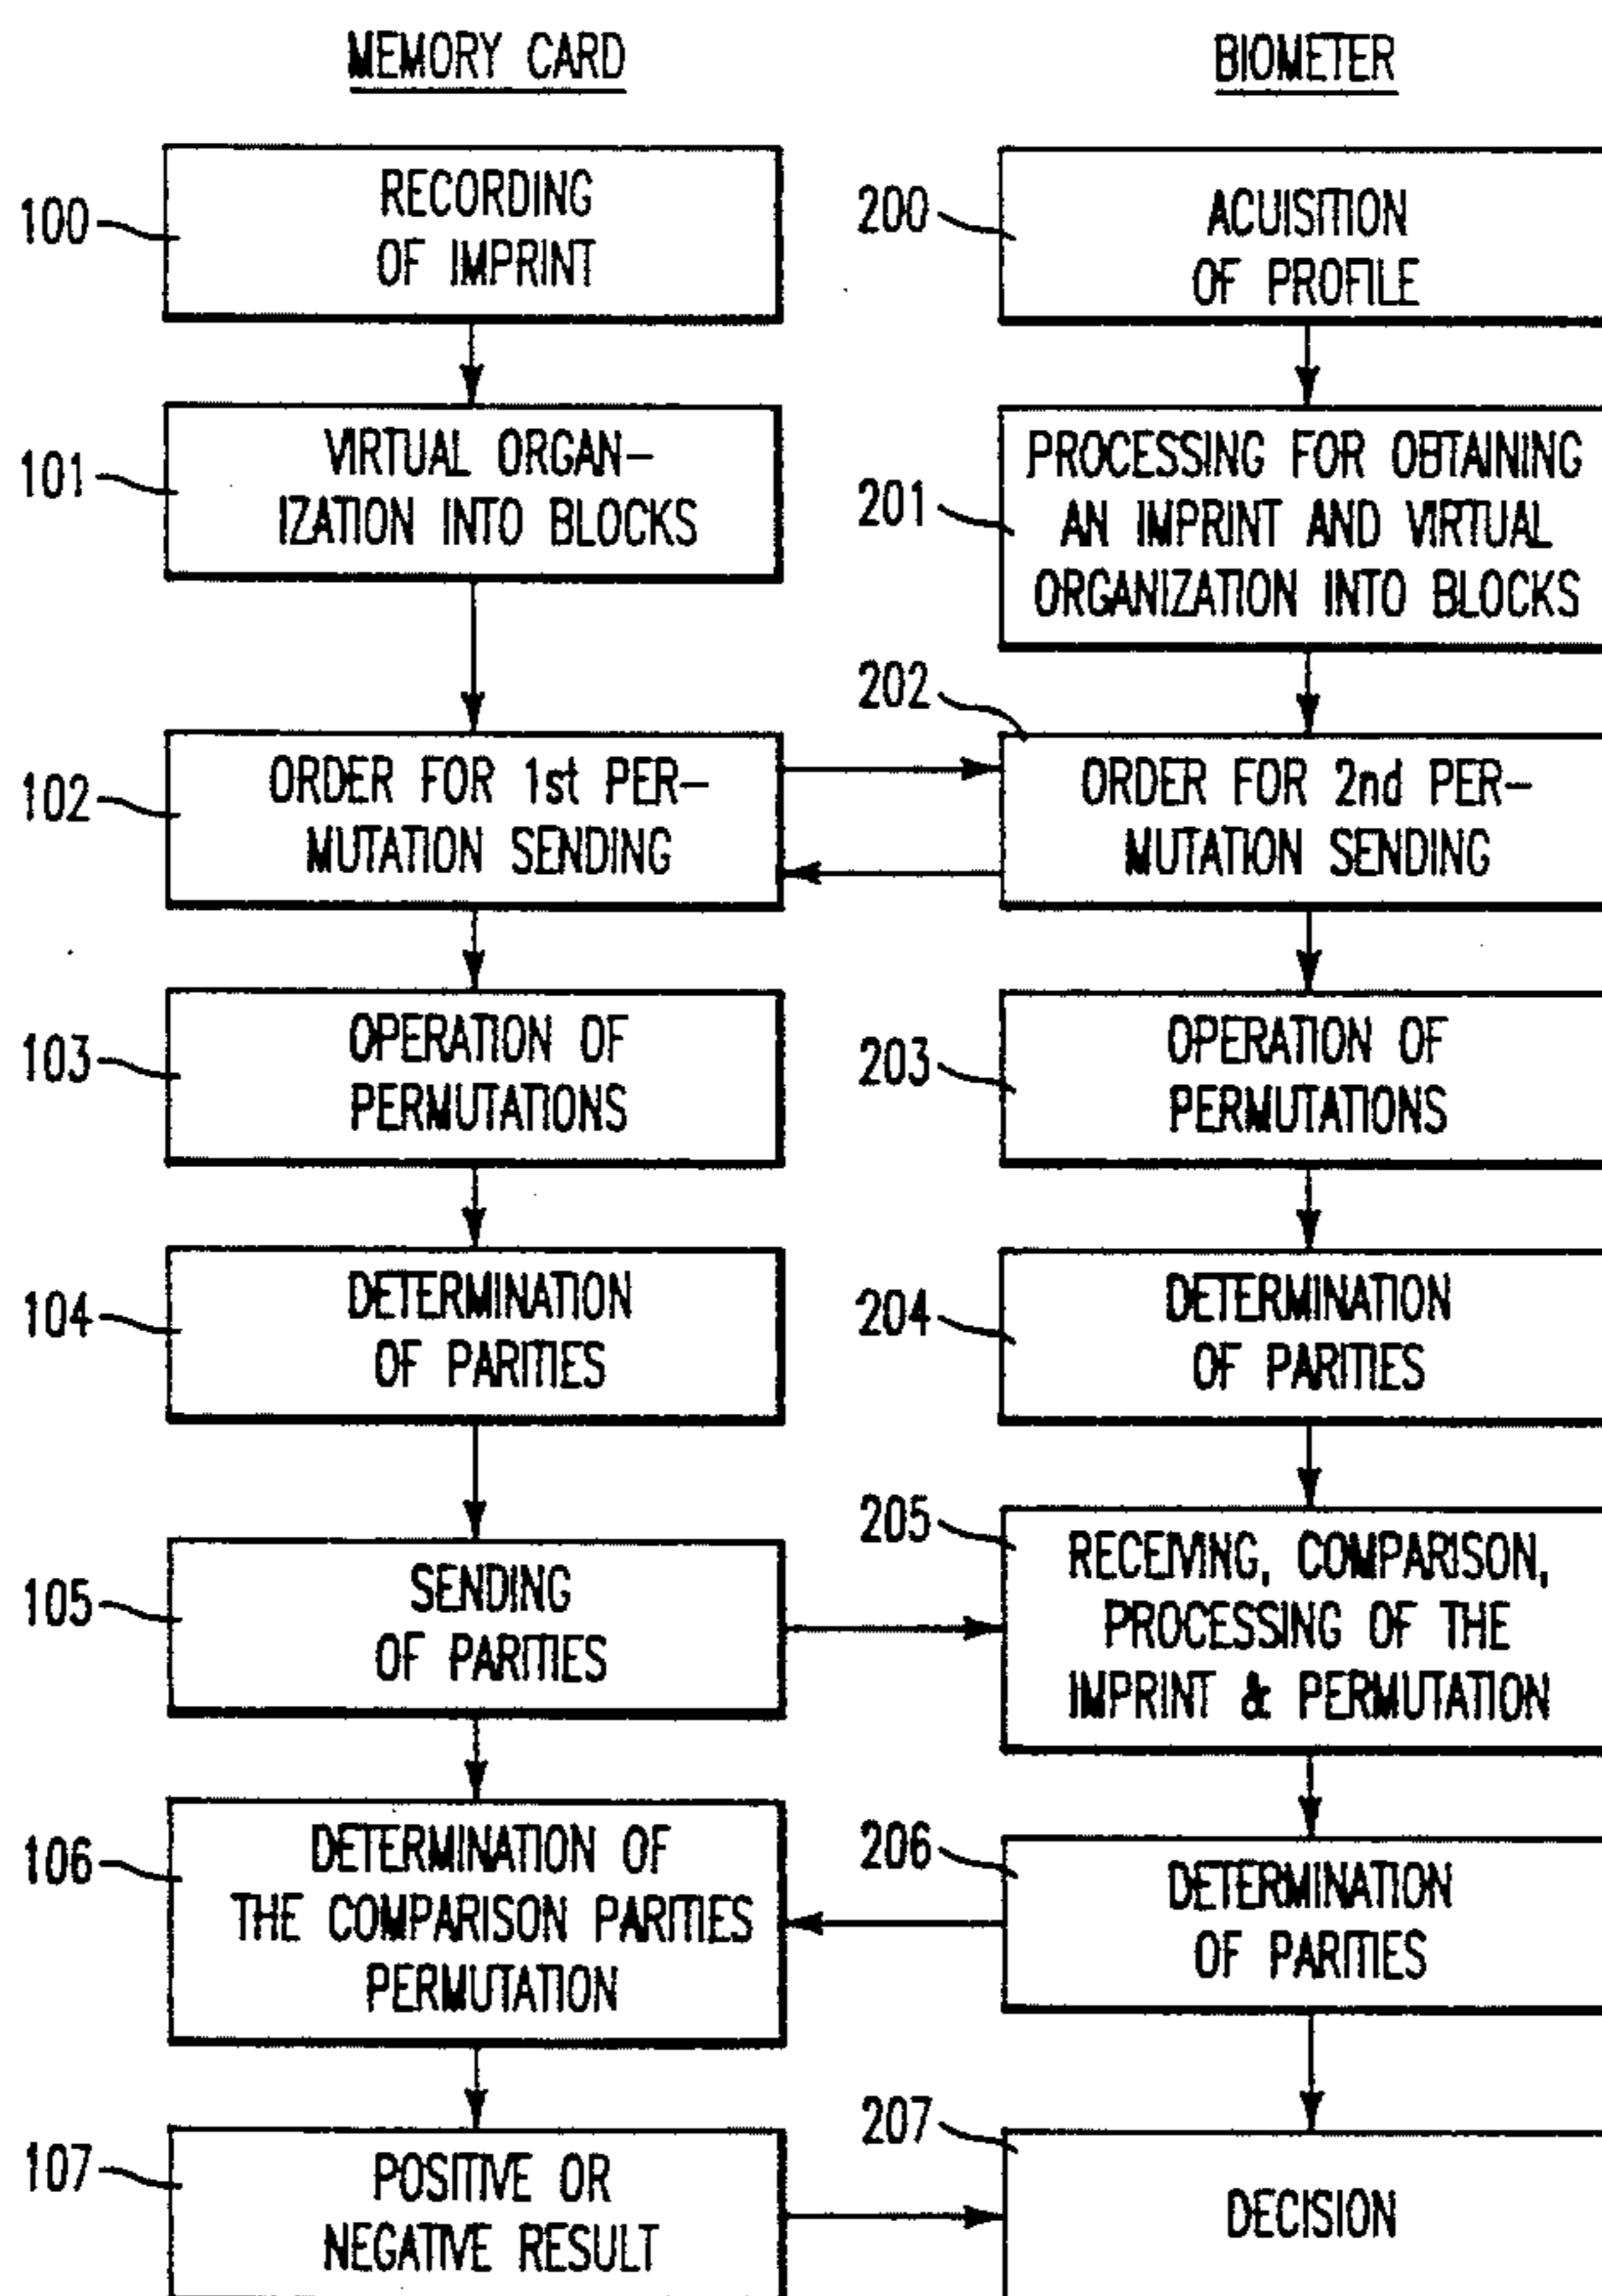 MEMORY CARD
BIOMETER
100
RECORDING
OF IMPRINT
200
ACUISITION
OF PROFILE
101
VIRTUAL ORGAN-
IZATION INTO BLOCKS
201
PROCESSING FOR OBTAINING
AN IMPRINT AND VIRTUAL
ORGANIZATION INTO BLOCKS
102
ORDER FOR 1st PER-
MUTATION SENDING
202
ORDER FOR 2nd PER-
MUTATION SENDING
103
OPERATION OF
PERMUTATIONS
203
OPERATION OF
PERMUTATIONS
104
DETERMINATION
OF PARITIES
204
DETERMINATION
OF PARITIES
105
SENDING
OF PARITIES
205
RECEIVING, COMPARISON,
PROCESSING OF THE
IMPRINT & PERMUTATION
106
DETERMINATION OF
THE COMPARISON PARITIES
PERMUTATION
206
DETERMINATION
OF PARITIES
107
POSITIVE OR
NEGATIVE RESULT
207
DECISION